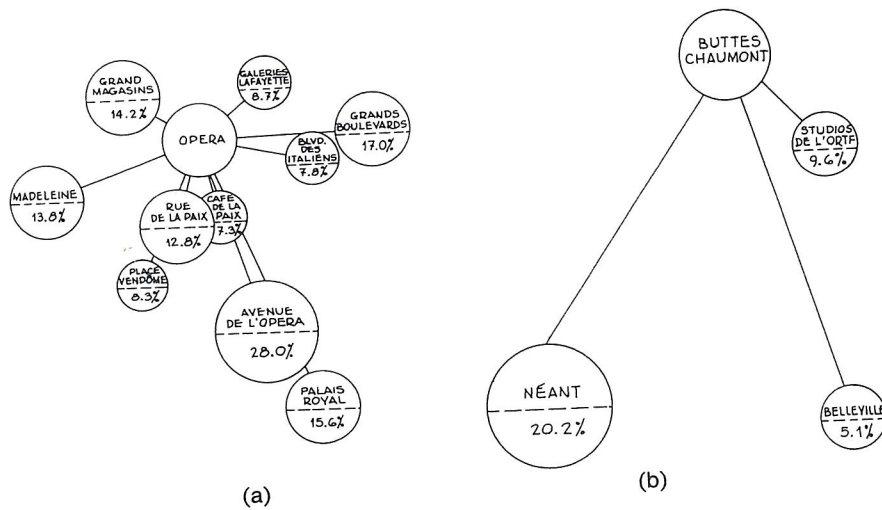 GRAND
MAGASINS
14.2%
GALERIES
LAFAYETTE
8.7%
OPERA
GRANDS
BOULEVARDS
17.0%
BLVD.
DES
ITALIENS
7.8%
MADELEINE
13.8%
RUE
DE LA PAIX
12.8%
CAFÉ
DE LA
PAIX
7.3%
PLACE
VENDÔME
8.3%
AVENUE
DE L'OPERA
28.0%
PALAIS
ROYAL
15.6%
(a)
BUTTES
CHAUMONT
STUDIOS
DE L'ORTF
9.6%
NÉANT
20.2%
BELLEVILLE
5.1%
(b)